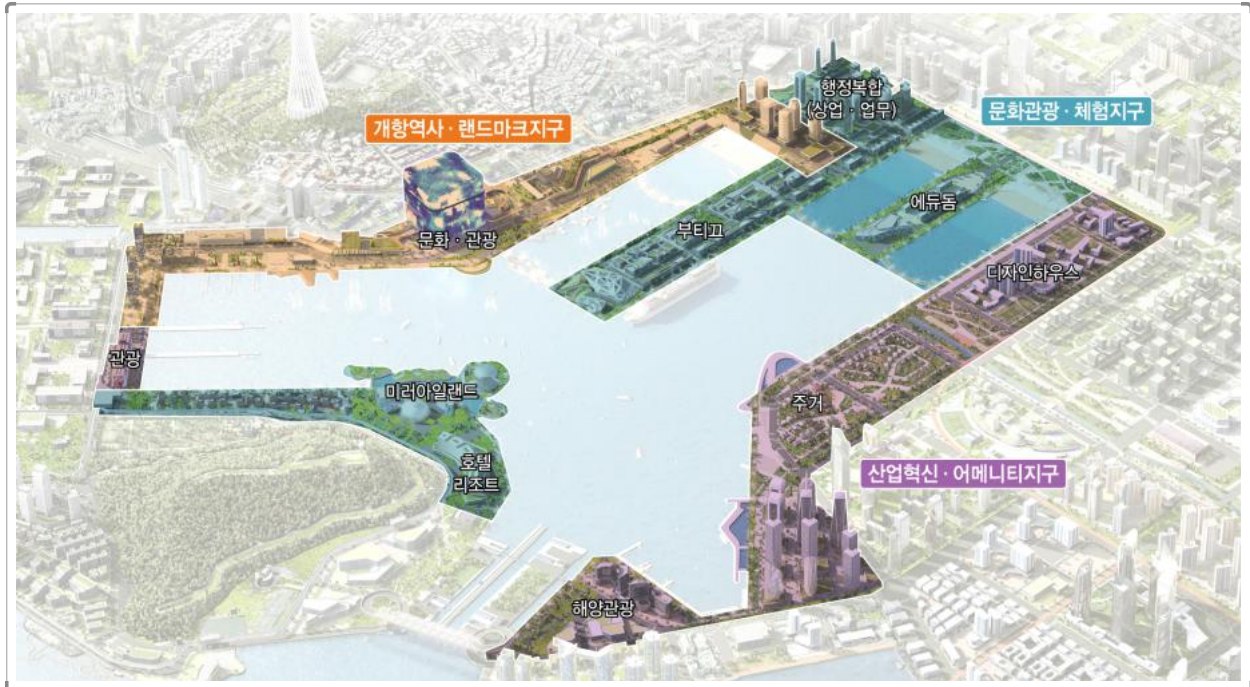 행정복합
(상업 · 업무)
문화관광 · 체험지구
개항역사 · 랜드마크지구
에듀돔
부티끄
문화 · 관광
디자인하우스
관광
미러아일랜드
주거
호텔
리조트
산업혁신 · 어메니티지구
해양관광